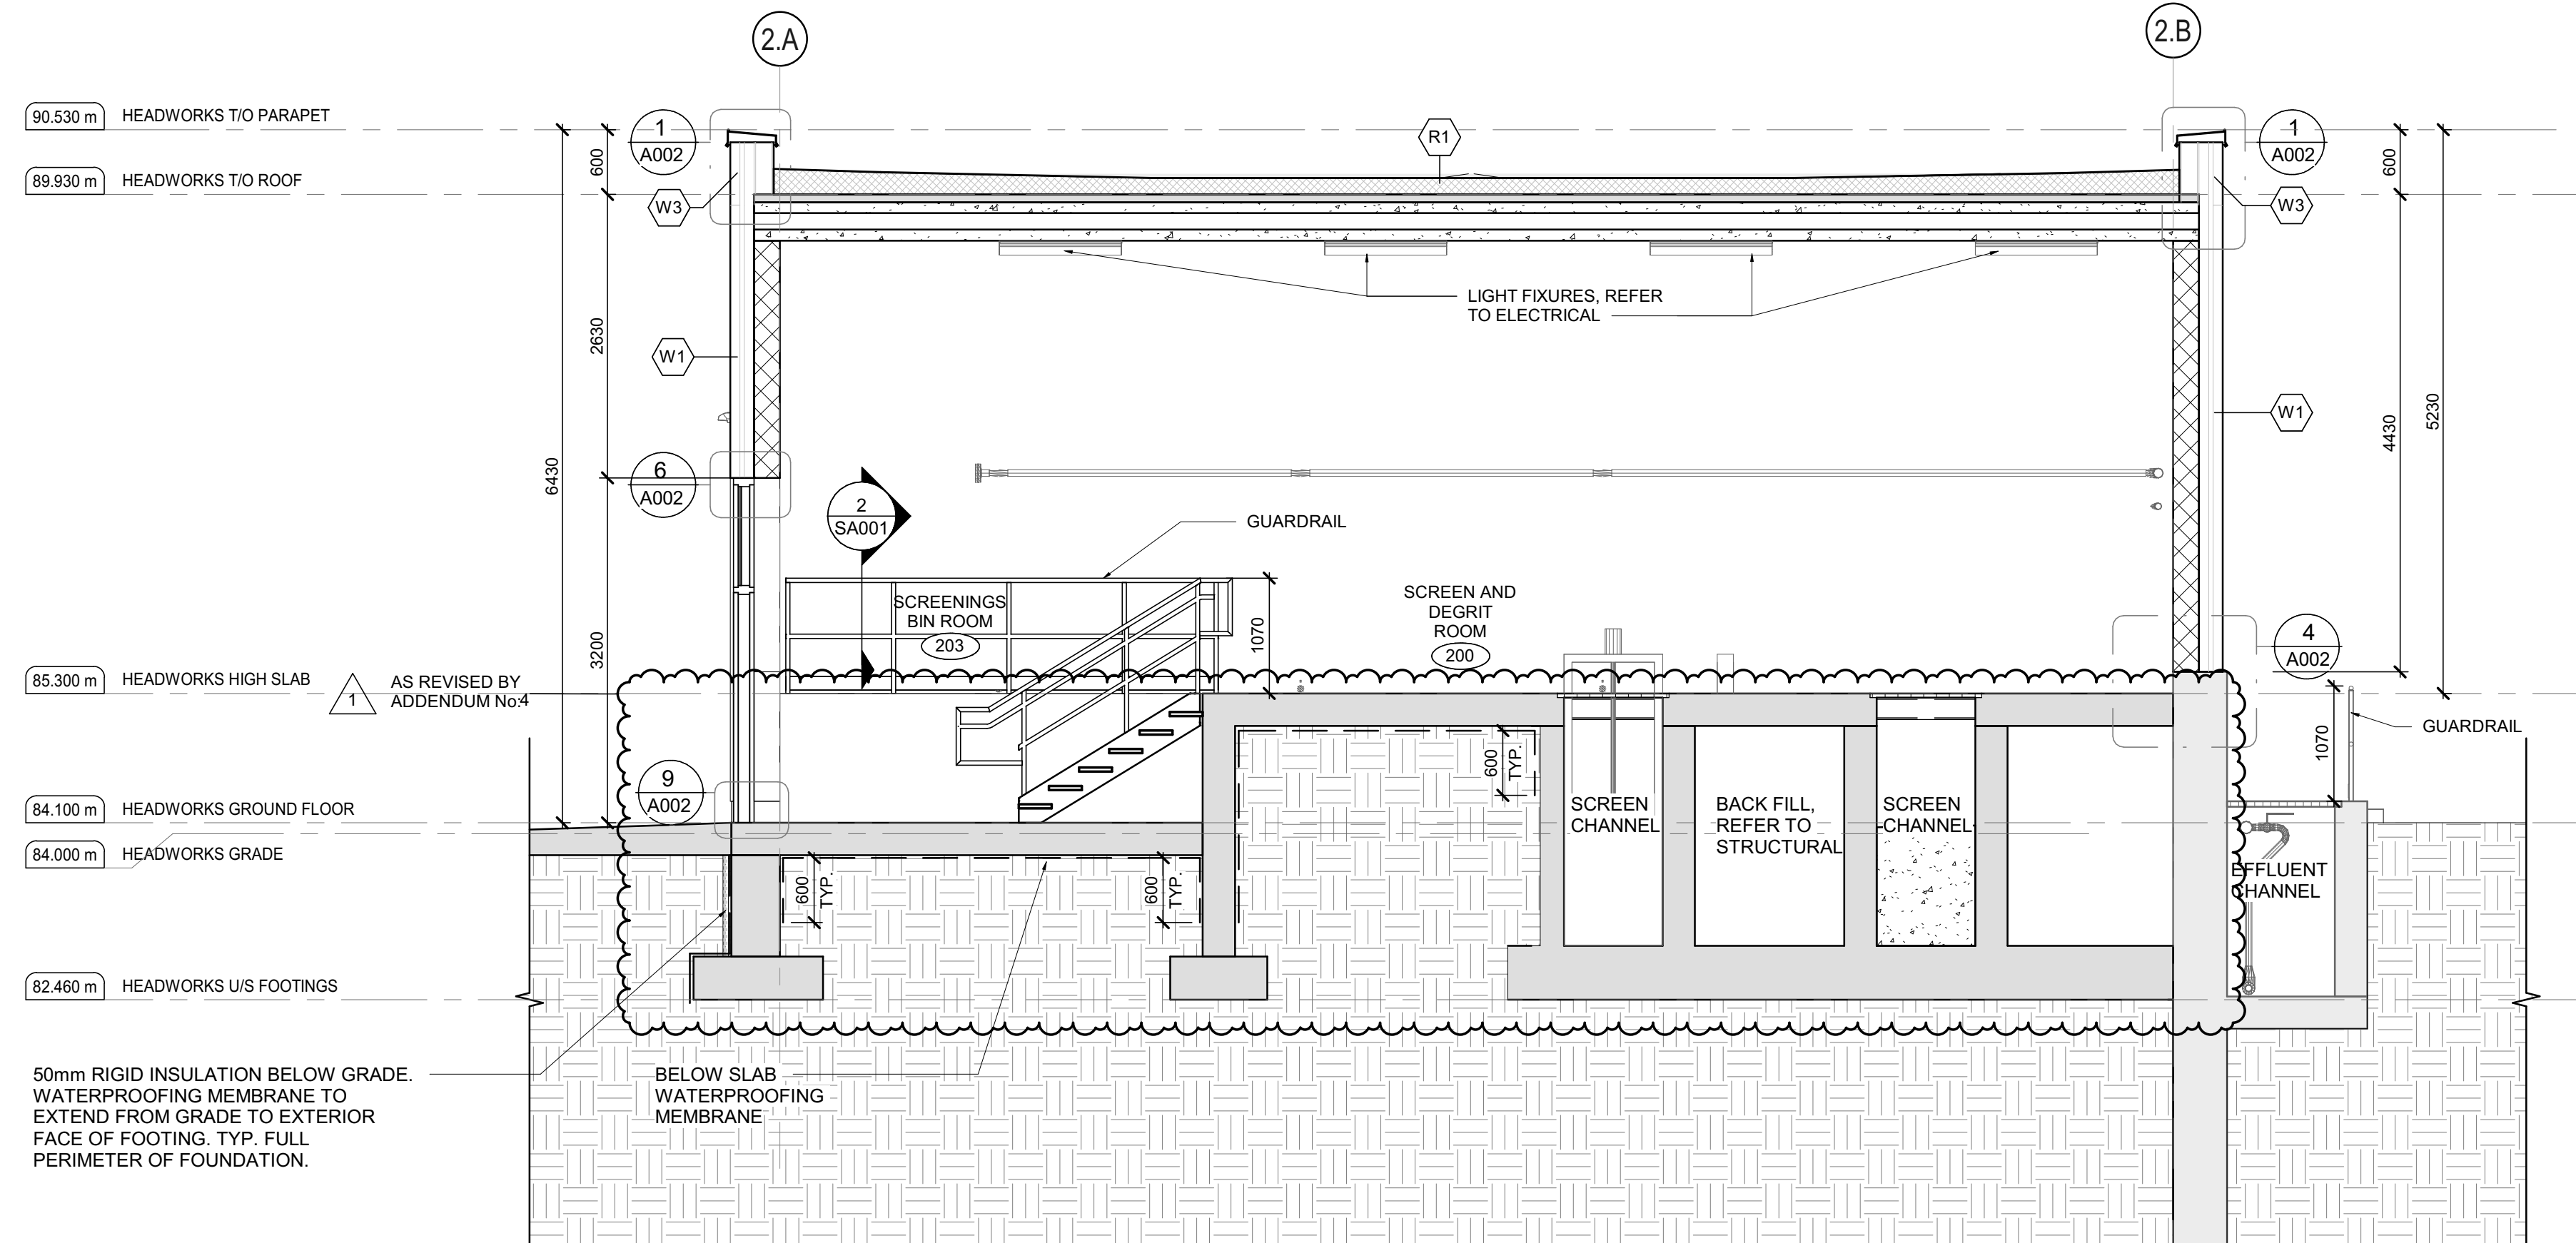 2.A
2.B
90.530 m HEADWORKS T/O PARAPET
89.930 m HEADWORKS T/O ROOF
1
A002
600
R1
1
A002
600
W3
W3
LIGHT FIXURES, REFER
TO ELECTRICAL
2630
W1
W1
6430
4430
5230
6
A002
2
SA001
GUARDRAIL
SCREENINGS
BIN ROOM
203
1070
SCREEN AND
DEGRIT
ROOM
200
3200
4
A002
85.300 m HEADWORKS HIGH SLAB
1
AS REVISED BY
ADDENDUM No:4
GUARDRAIL
1070
600
TYP.
9
A002
84.100 m HEADWORKS GROUND FLOOR
84.000 m HEADWORKS GRADE
SCREEN
CHANNEL
BACK FILL,
REFER TO
STRUCTURAL
SCREEN
CHANNEL
EFFLUENT
CHANNEL
600
TYP.
600
TYP.
82.460 m HEADWORKS U/S FOOTINGS
50mm RIGID INSULATION BELOW GRADE.
WATERPROOFING MEMBRANE TO
EXTEND FROM GRADE TO EXTERIOR
FACE OF FOOTING. TYP. FULL
PERIMETER OF FOUNDATION.
BELOW SLAB
WATERPROOFING
MEMBRANE